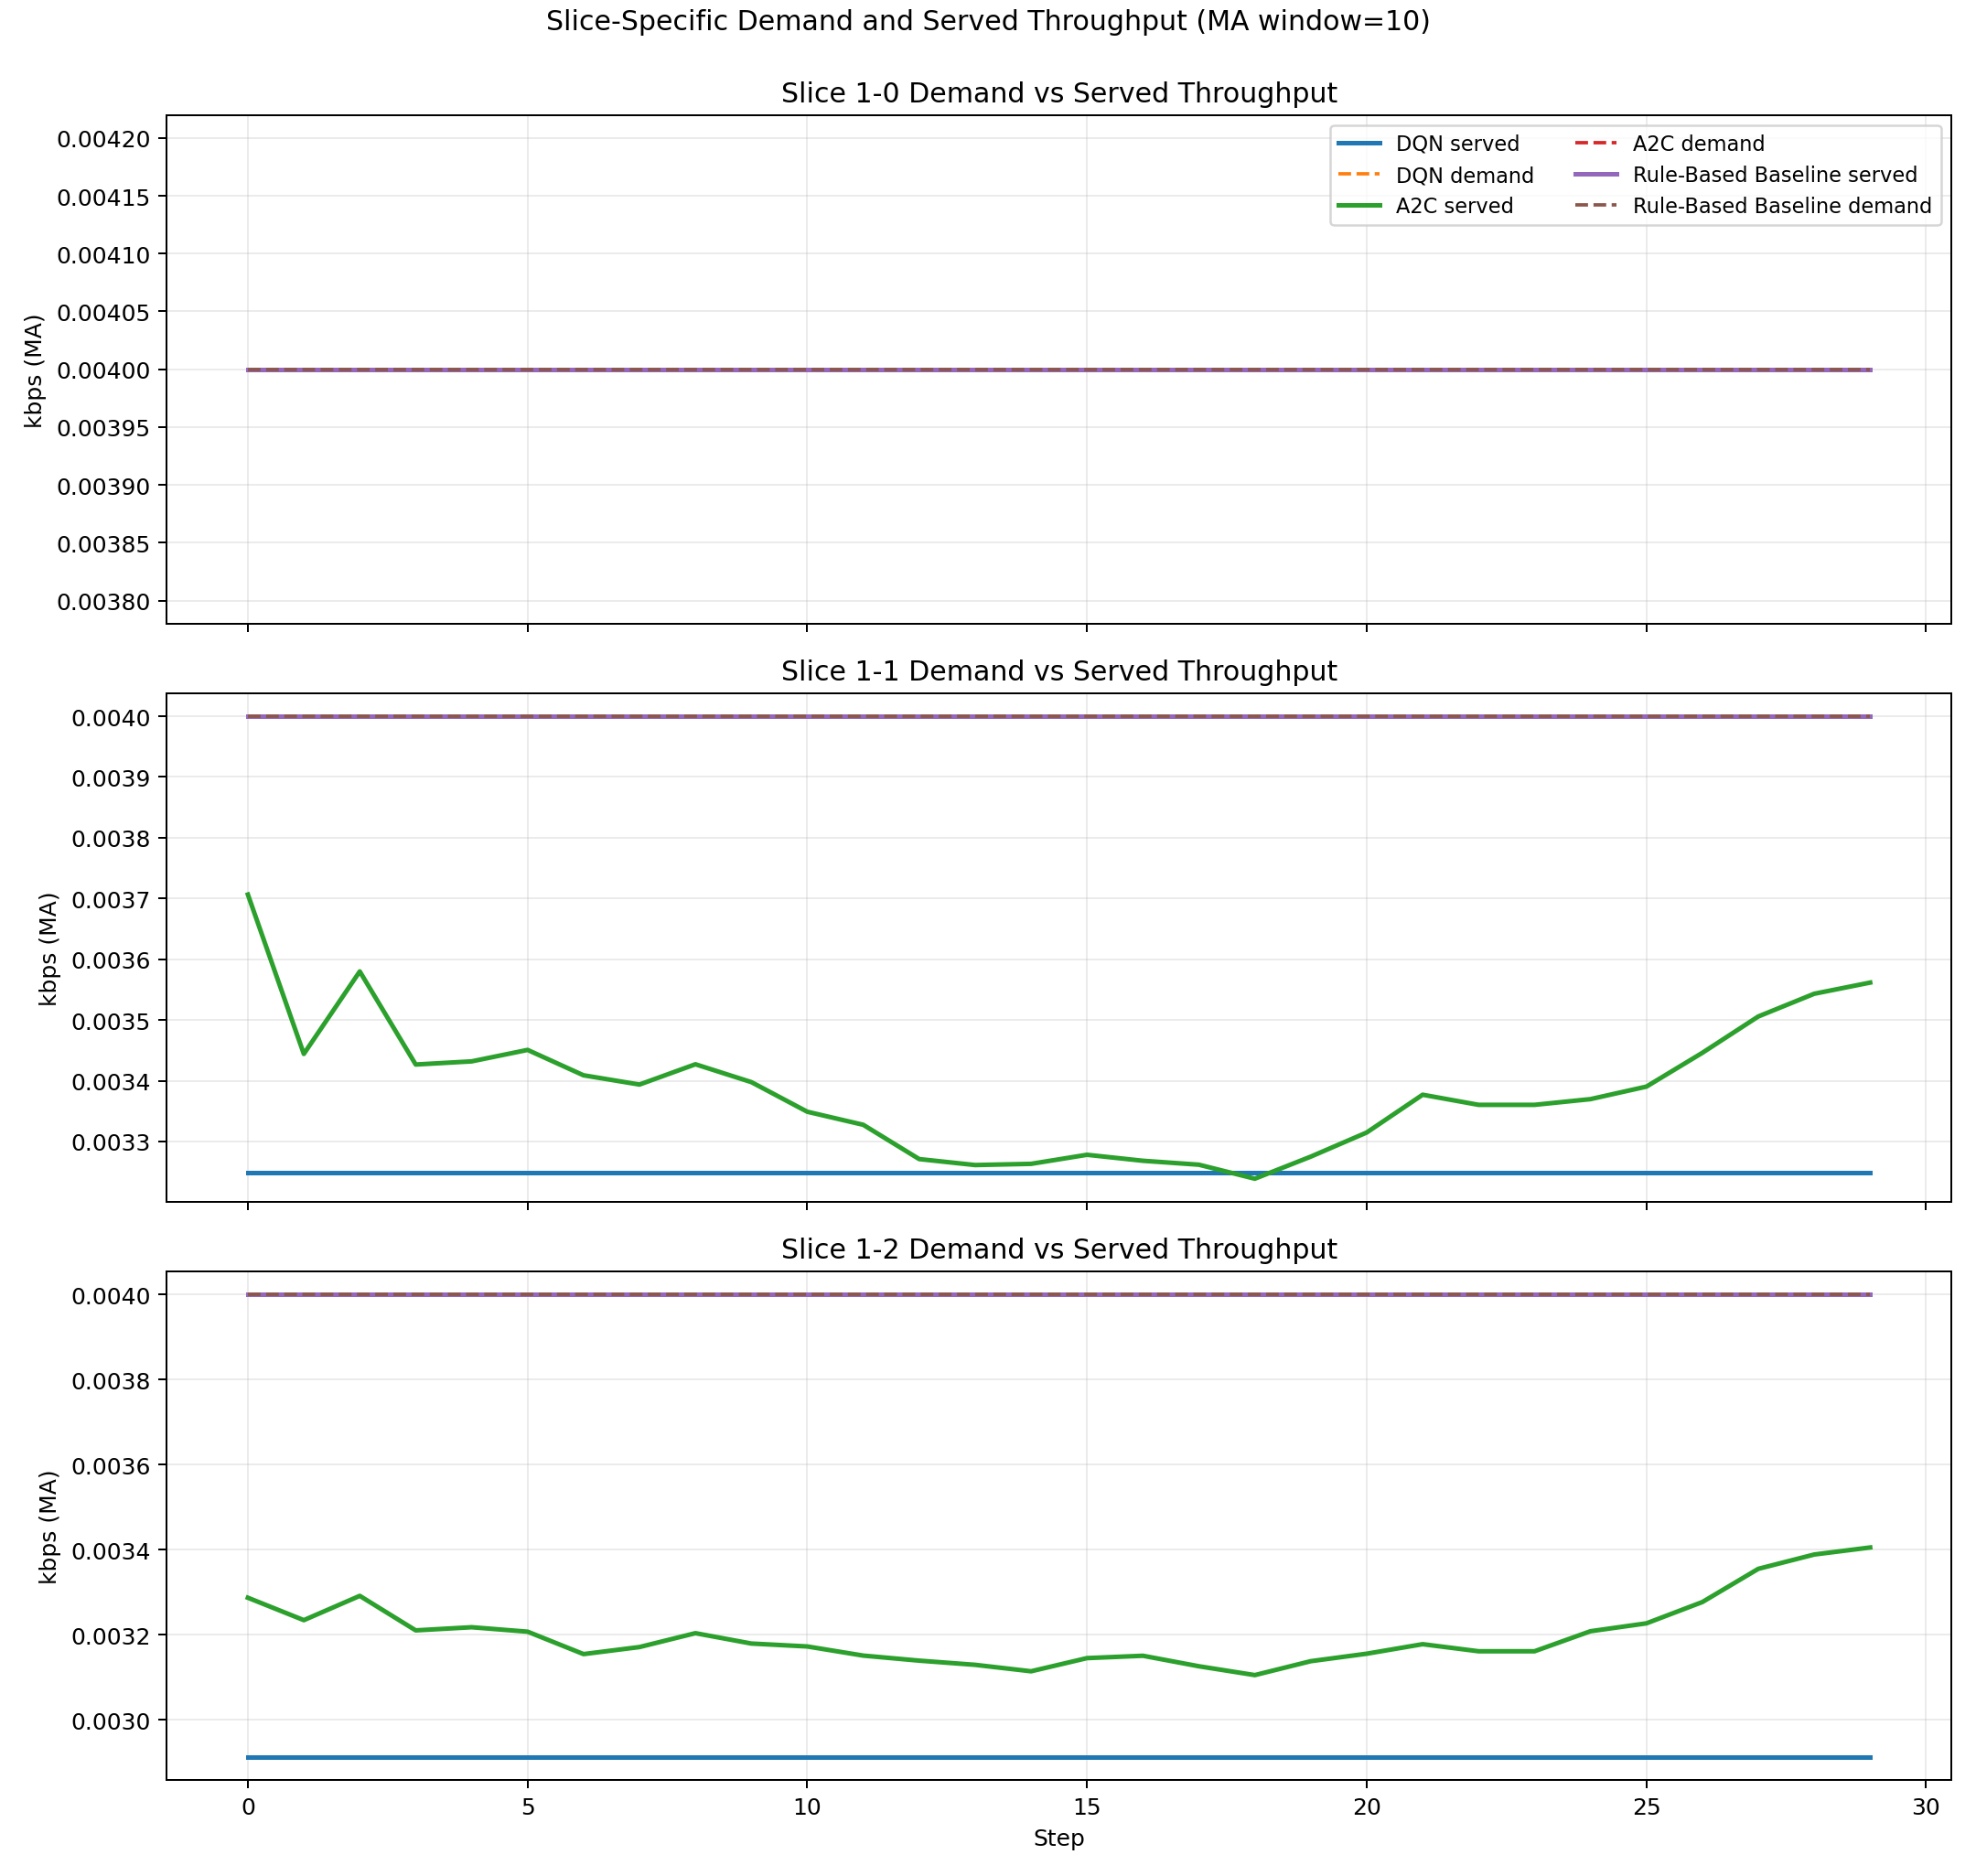 Slice-Specific Demand and Served Throughput (MA window=10)
Slice 1-0 Demand vs Served Throughput
0.00420
0.00415
0.00410
0.00405
0.00400
0.00395
0.00390
0.00385
0.00380
kbps (MA)
DQN served
DQN demand
A2C served
A2C demand
Rule-Based Baseline served
Rule-Based Baseline demand
Slice 1-1 Demand vs Served Throughput
0.0040
0.0039
0.0038
0.0037
0.0036
0.0035
0.0034
0.0033
kbps (MA)
Slice 1-2 Demand vs Served Throughput
0.0040
0.0038
0.0036
0.0034
0.0032
0.0030
kbps (MA)
0 5 10 15 20 25 30
Step